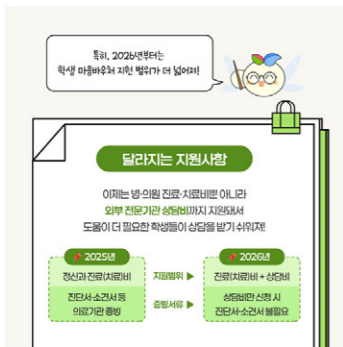 특히, 2026년부터는
학생 마음바우처 지원 범위가 더 넓어져!
달라지는 지원사항
이제는 병·의원 진료·치료비뿐 아니라
외부 전문기관 상담비까지 지원돼서
도움이 더 필요한 학생들이 상담을 받기 쉬워져!
2025년
2026년
정신과 진료(치료)비
지원범위 ▶
진료(치료)비 + 상담비
진단서·소견서 등
의료기관 증빙
증빙서류 ▶
상담비만 신청 시
진단서·소견서 불필요